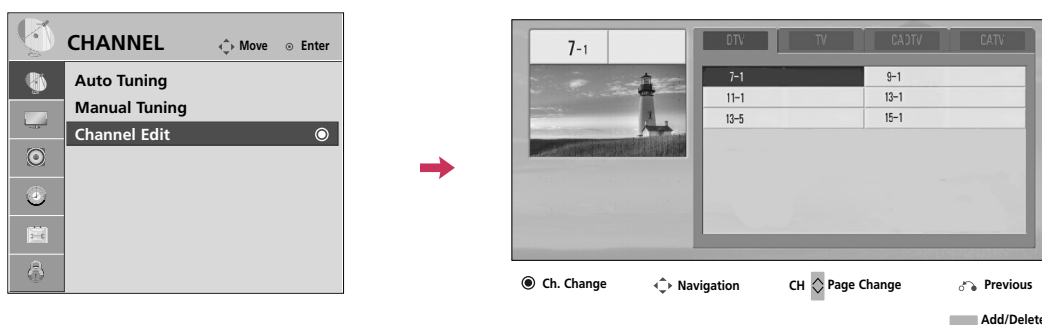 CHANNEL Move Enter
Auto Tuning
Manual Tuning
Channel Edit
7-1
DTV TV CADTV CATV
7-1 9-1
11-1 13-1
13-5 15-1
Ch. Change Navigation CH Page Change Previous
Add/Delete